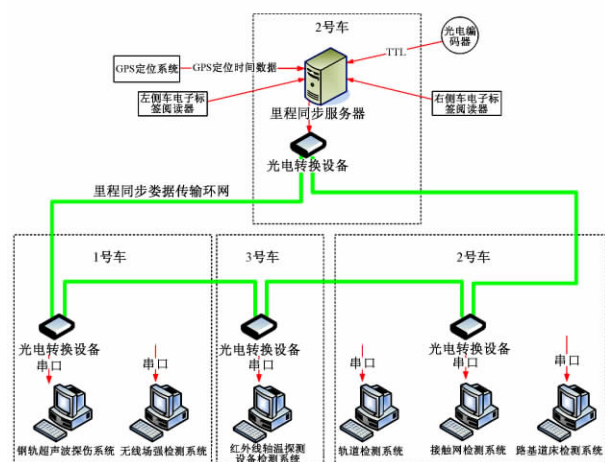 2号车
光电编
码器
TTL
GPS定位系统
GPS定位时间数据
左侧车电子标
签阅读器
右侧车电子标
签阅读器
里程同步服务器
光电转换设备
里程同步娄据传输环网
1号车
3号车
2号车
光电转换设备
光电转换设备
光电转换设备
串口
串口
串口
串口
串口
串口
钢轨超声波探伤系统
无线场强检测系统
红外线轴温探测
设备检测系统
轨道检测系统
接触网检测系统
路基道床检测系统